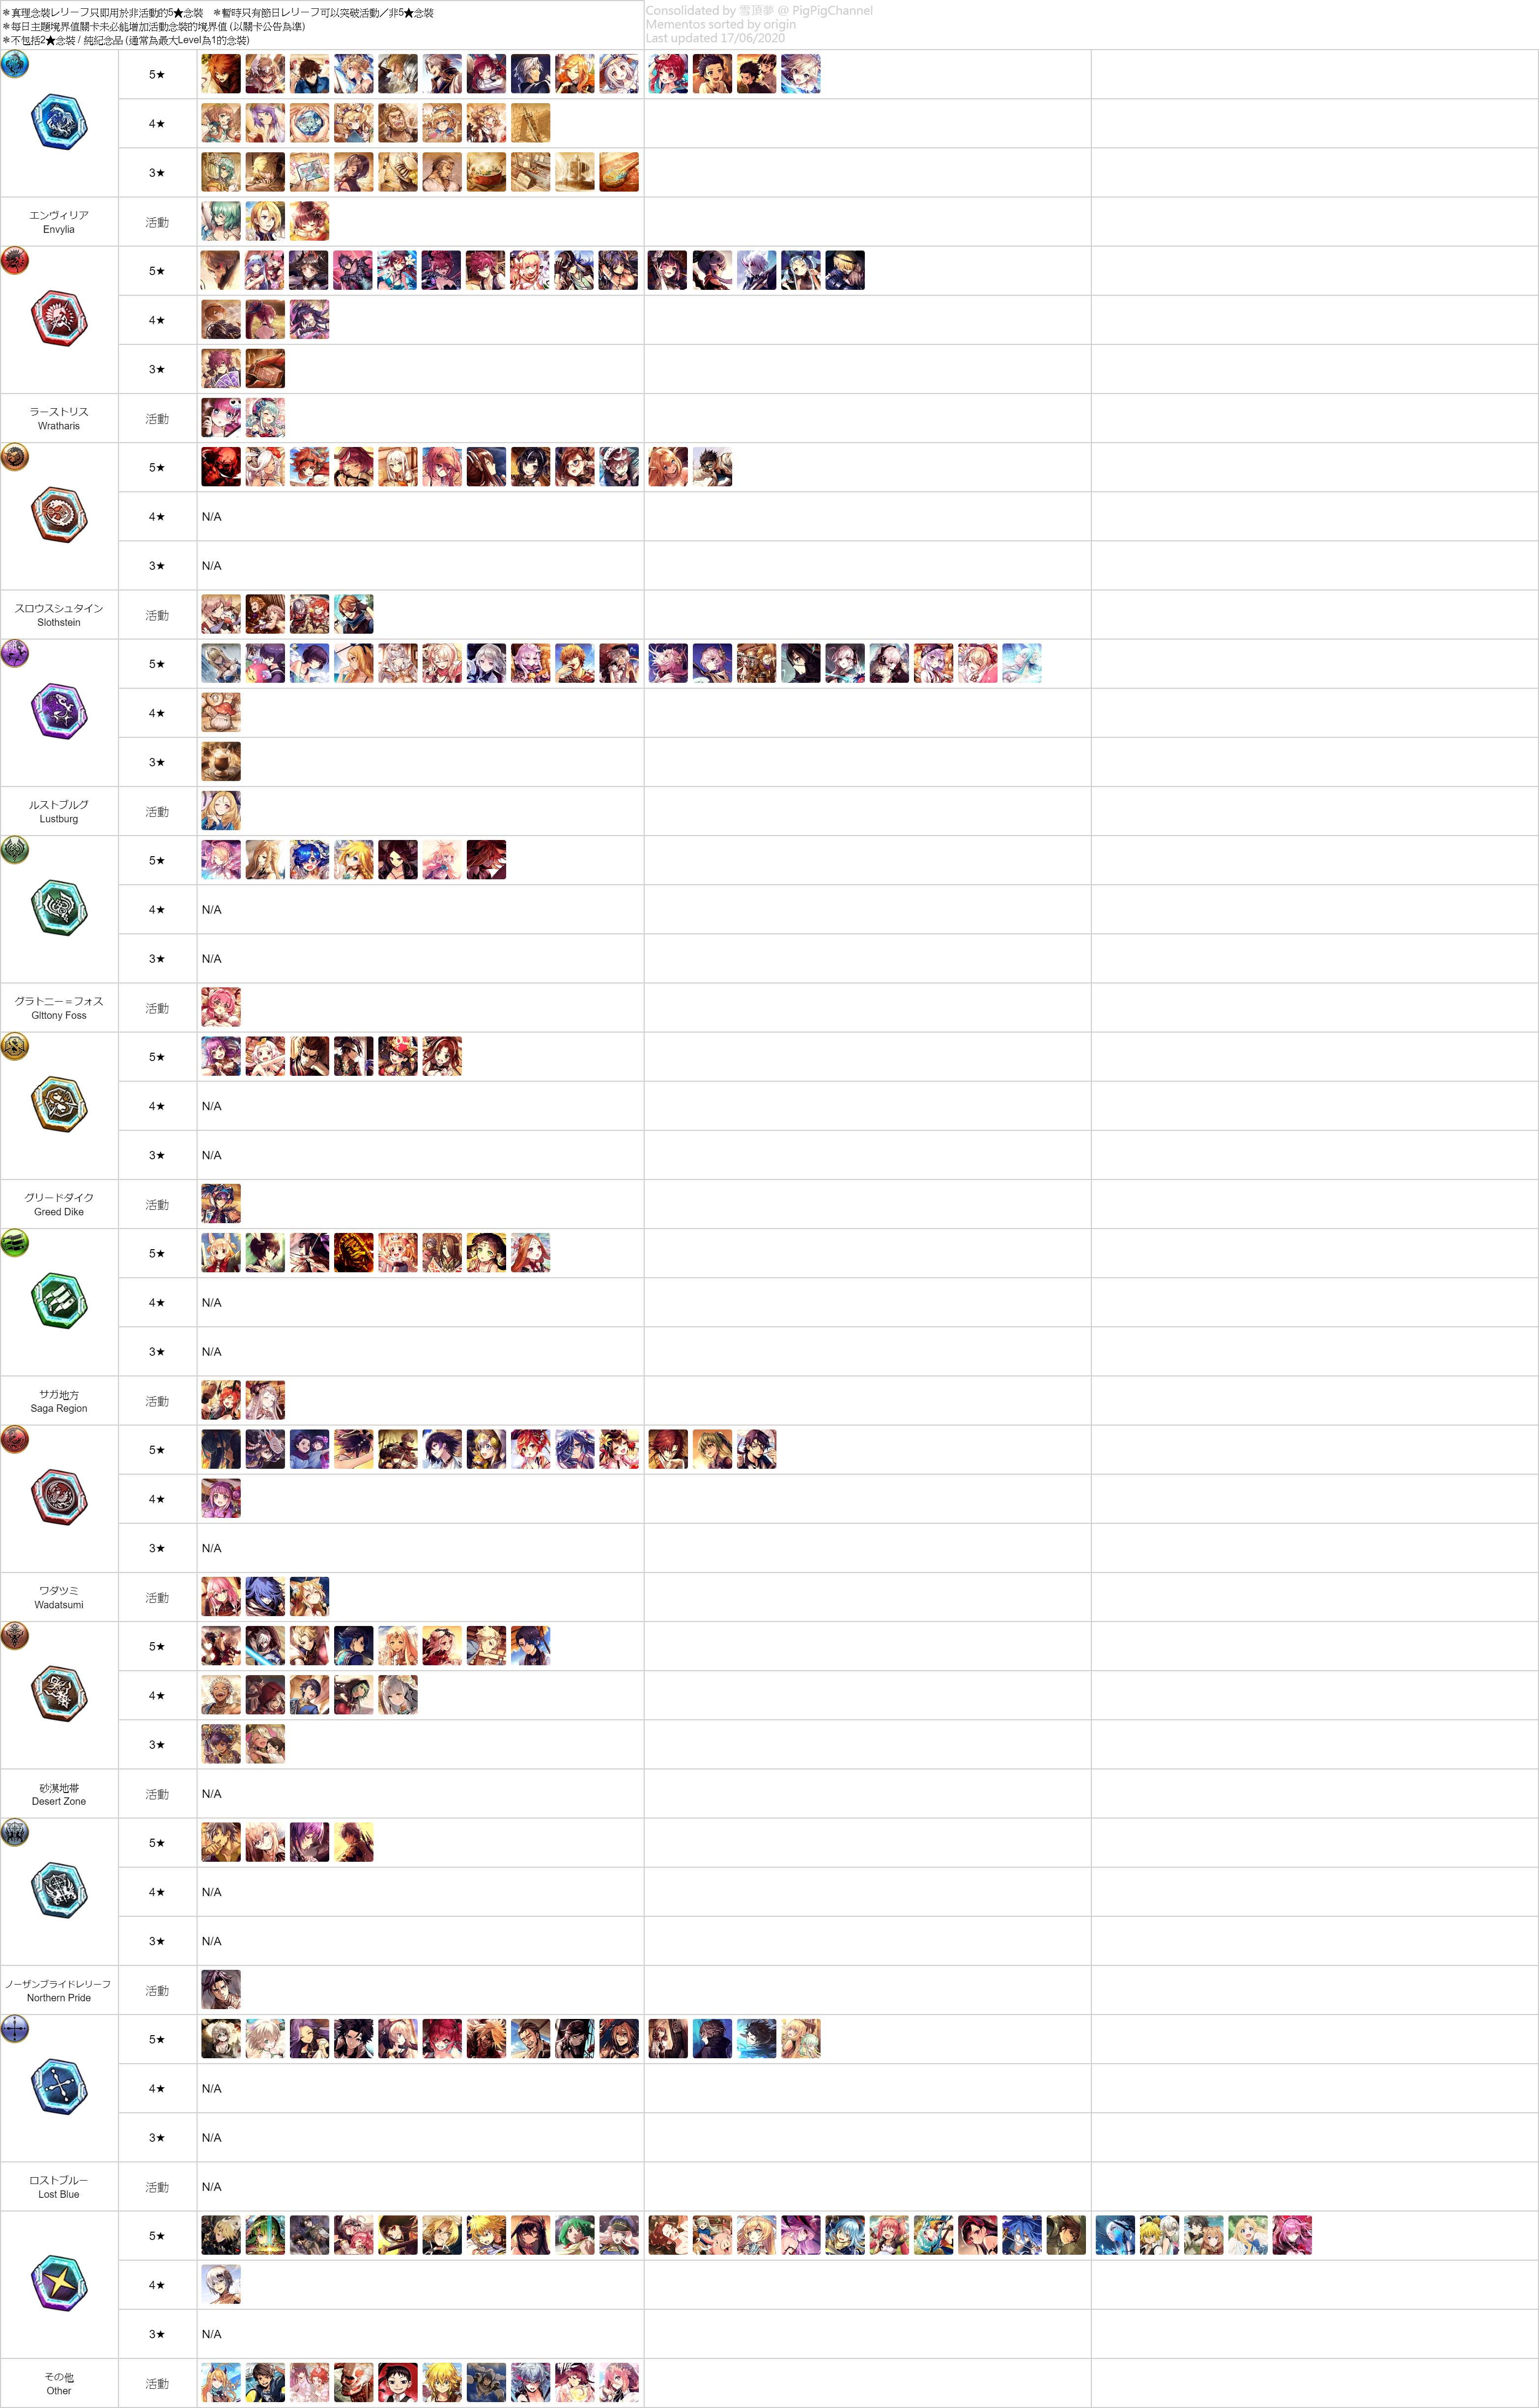 ＊真理念裝レリーフ只即用於非活動的5★念裝　＊暫時只有節日レリーフ可以突破活動／非5★念裝
＊每日主題境界值關卡未必能增加活動念裝的境界值 (以關卡公告為準)
＊不包括2★念裝 / 純紀念品 (通常為最大Level為1的念裝)
Consolidated by 雪頂夢 @ PigPigChannel
Mementos sorted by origin
Last updated 17/06/2020
5★
4★
3★
エンヴィリア
Envylia
活動
5★
4★
3★
ラーストリス
Wratharis
活動
5★
4★
N/A
3★
N/A
スロウスシュタイン
Slothstein
活動
5★
4★
3★
ルストブルグ
Lustburg
活動
5★
4★
N/A
3★
N/A
グラトニー＝フォス
Glttony Foss
活動
5★
4★
N/A
3★
N/A
グリードダイク
Greed Dike
活動
5★
4★
N/A
3★
N/A
サガ地方
Saga Region
活動
5★
4★
3★
N/A
ワダツミ
Wadatsumi
活動
5★
4★
3★
砂漠地帯
Desert Zone
活動
N/A
5★
4★
N/A
3★
N/A
ノーザンブライドレリーフ
Northern Pride
活動
5★
4★
N/A
3★
N/A
ロストブルー
Lost Blue
活動
N/A
5★
4★
3★
N/A
その他
Other
活動